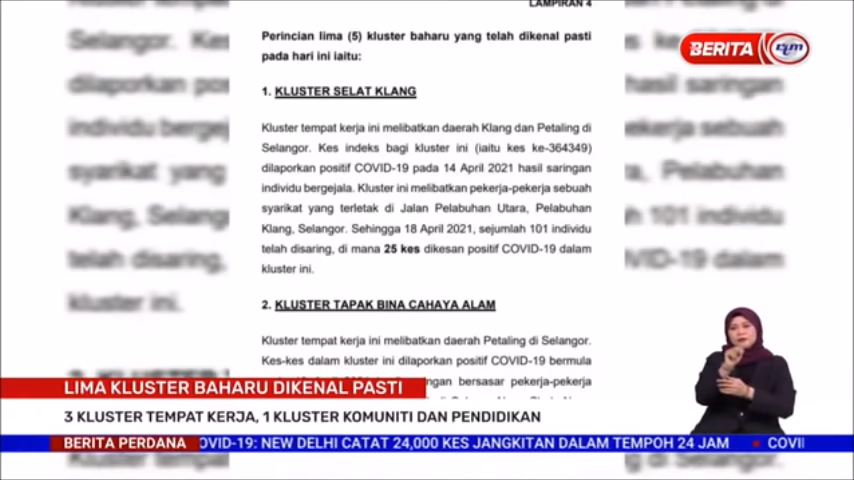 LAMPIRAN 4
Perincian lima (5) kluster baharu yang telah dikenal pasti
pada hari ini iaitu:
1. KLUSTER SELAT KLANG
Kluster tempat kerja ini melibatkan daerah Klang dan Petaling di
Selangor. Kes indeks bagi kluster ini (iaitu kes ke-364349)
dilaporkan positif COVID-19 pada 14 April 2021 hasil saringan
individu bergejala. Kluster ini melibatkan pekerja-pekerja sebuah
syarikat yang terletak di Jalan Pelabuhan Utara, Pelabuhan
Klang, Selangor. Sehingga 18 April 2021, sejumlah 101 individu
telah disaring, di mana 25 kes dikesan positif COVID-19 dalam
kluster ini.
2. KLUSTER TAPAK BINA CAHAYA ALAM
Kluster tempat kerja ini melibatkan daerah Petaling di Selangor.
Kes-kes dalam kluster ini dilaporkan positif COVID-19 bermula
bersasar pekerja-pekerja
BERITA rtm
LIMA KLUSTER BAHARU DIKENAL PASTI
3 KLUSTER TEMPAT KERJA, 1 KLUSTER KOMUNITI DAN PENDIDIKAN
BERITA PERDANA OVID-19: NEW DELHI CATAT 24,000 KES JANGKITAN DALAM TEMPOH 24 JAM COVI